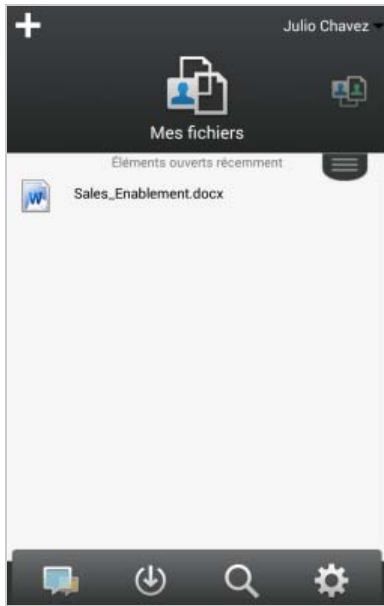 Julio Chavez
Mes fichiers
Éléments ouverts récemment
Sales_Enablement.docx